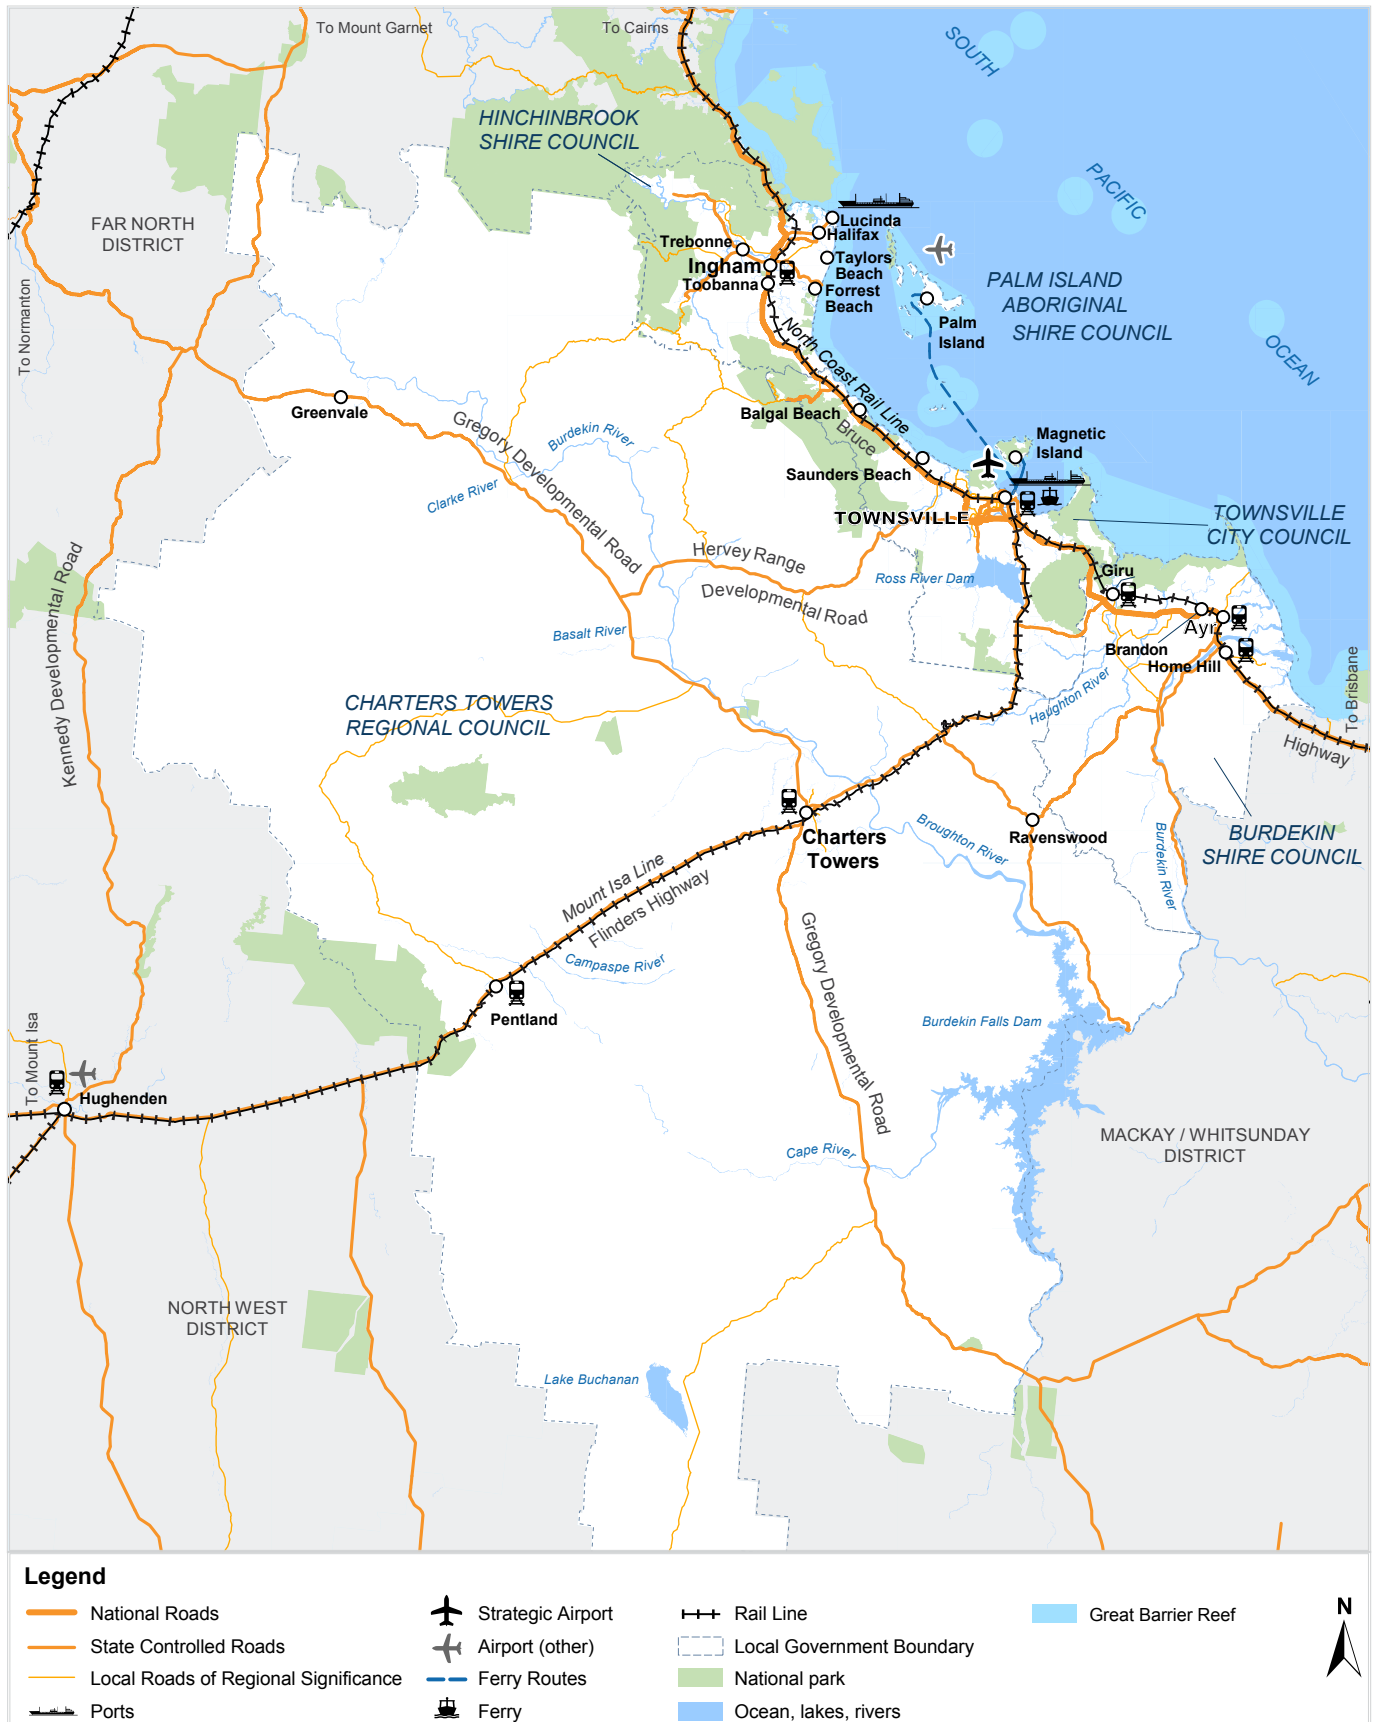 To Mount Garnet
To Cairns
SOUTH
PACIFIC
OCEAN
HINCHINBROOK
SHIRE COUNCIL
FAR NORTH
DISTRICT
To Normanton
Lucinda
Halifax
Trebonne
Ingham
Toobanna
Taylors
Beach
Forrest
Beach
PALM ISLAND
ABORIGINAL
SHIRE COUNCIL
Palm
Island
North Coast Rail Line
Greenvale
Balgal Beach
Bruce
Gregory Developmental Road
Burdekin River
Clarke River
Saunders Beach
Magnetic
Island
TOWNSVILLE
TOWNSVILLE
CITY COUNCIL
Hervey Range
Developmental Road
Ross River Dam
Giru
Basalt River
Ayr
Brandon
Home Hill
Kennedy Developmental Road
Haughton River
To Brisbane
Highway
CHARTERS TOWERS
REGIONAL COUNCIL
Charters
Towers
Broughton River
Ravenswood
Burdekin River
BURDEKIN
SHIRE COUNCIL
Mount Isa Line
Flinders Highway
Campaspe River
Pentland
Gregory Developmental Road
Burdekin Falls Dam
To Mount Isa
Hughenden
Cape River
MACKAY / WHITSUNDAY
DISTRICT
NORTH WEST
DISTRICT
Lake Buchanan
Legend
National Roads
State Controlled Roads
Local Roads of Regional Significance
Ports
Strategic Airport
Airport (other)
Ferry Routes
Ferry
Rail Line
Local Government Boundary
National park
Ocean, lakes, rivers
Great Barrier Reef
N